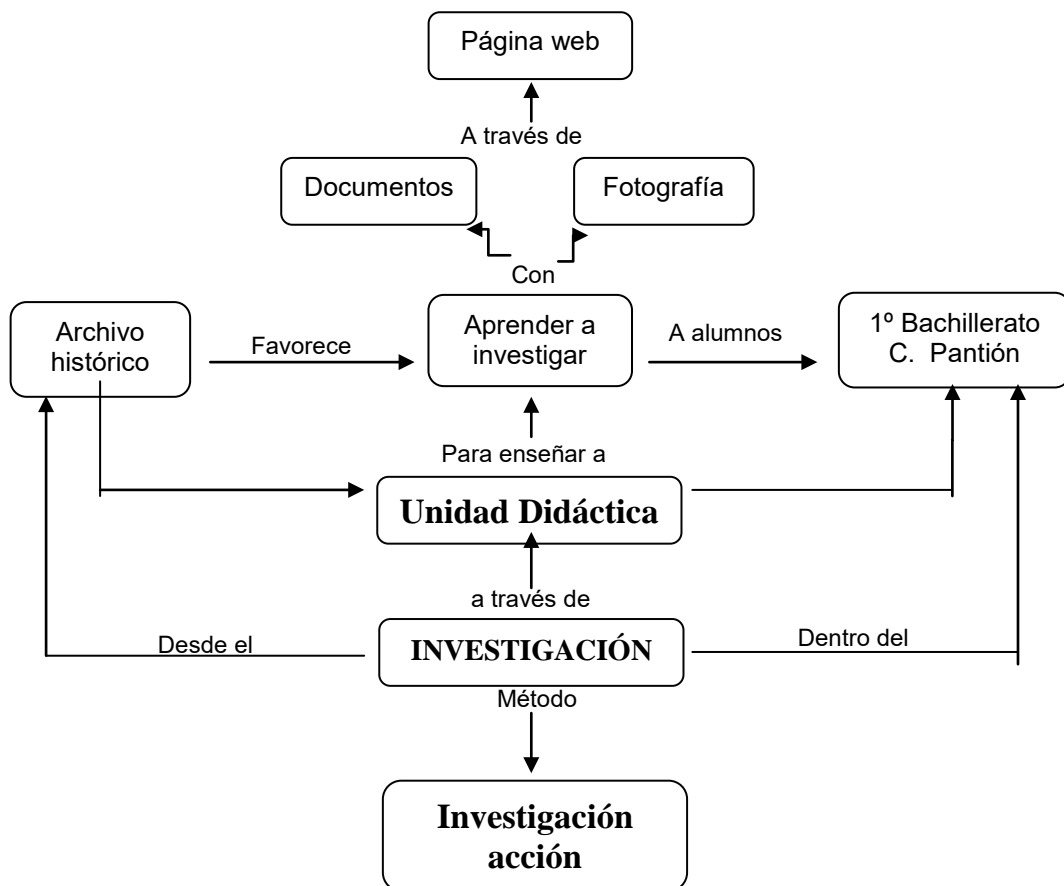 Página web
A través de
Documentos
Fotografía
Con
Archivo
histórico
Favorece
Aprender a
investigar
A alumnos
1º Bachillerato
C. Pantión
Para enseñar a
Unidad Didáctica
a través de
Desde el
INVESTIGACIÓN
Dentro del
Método
Investigación
acción